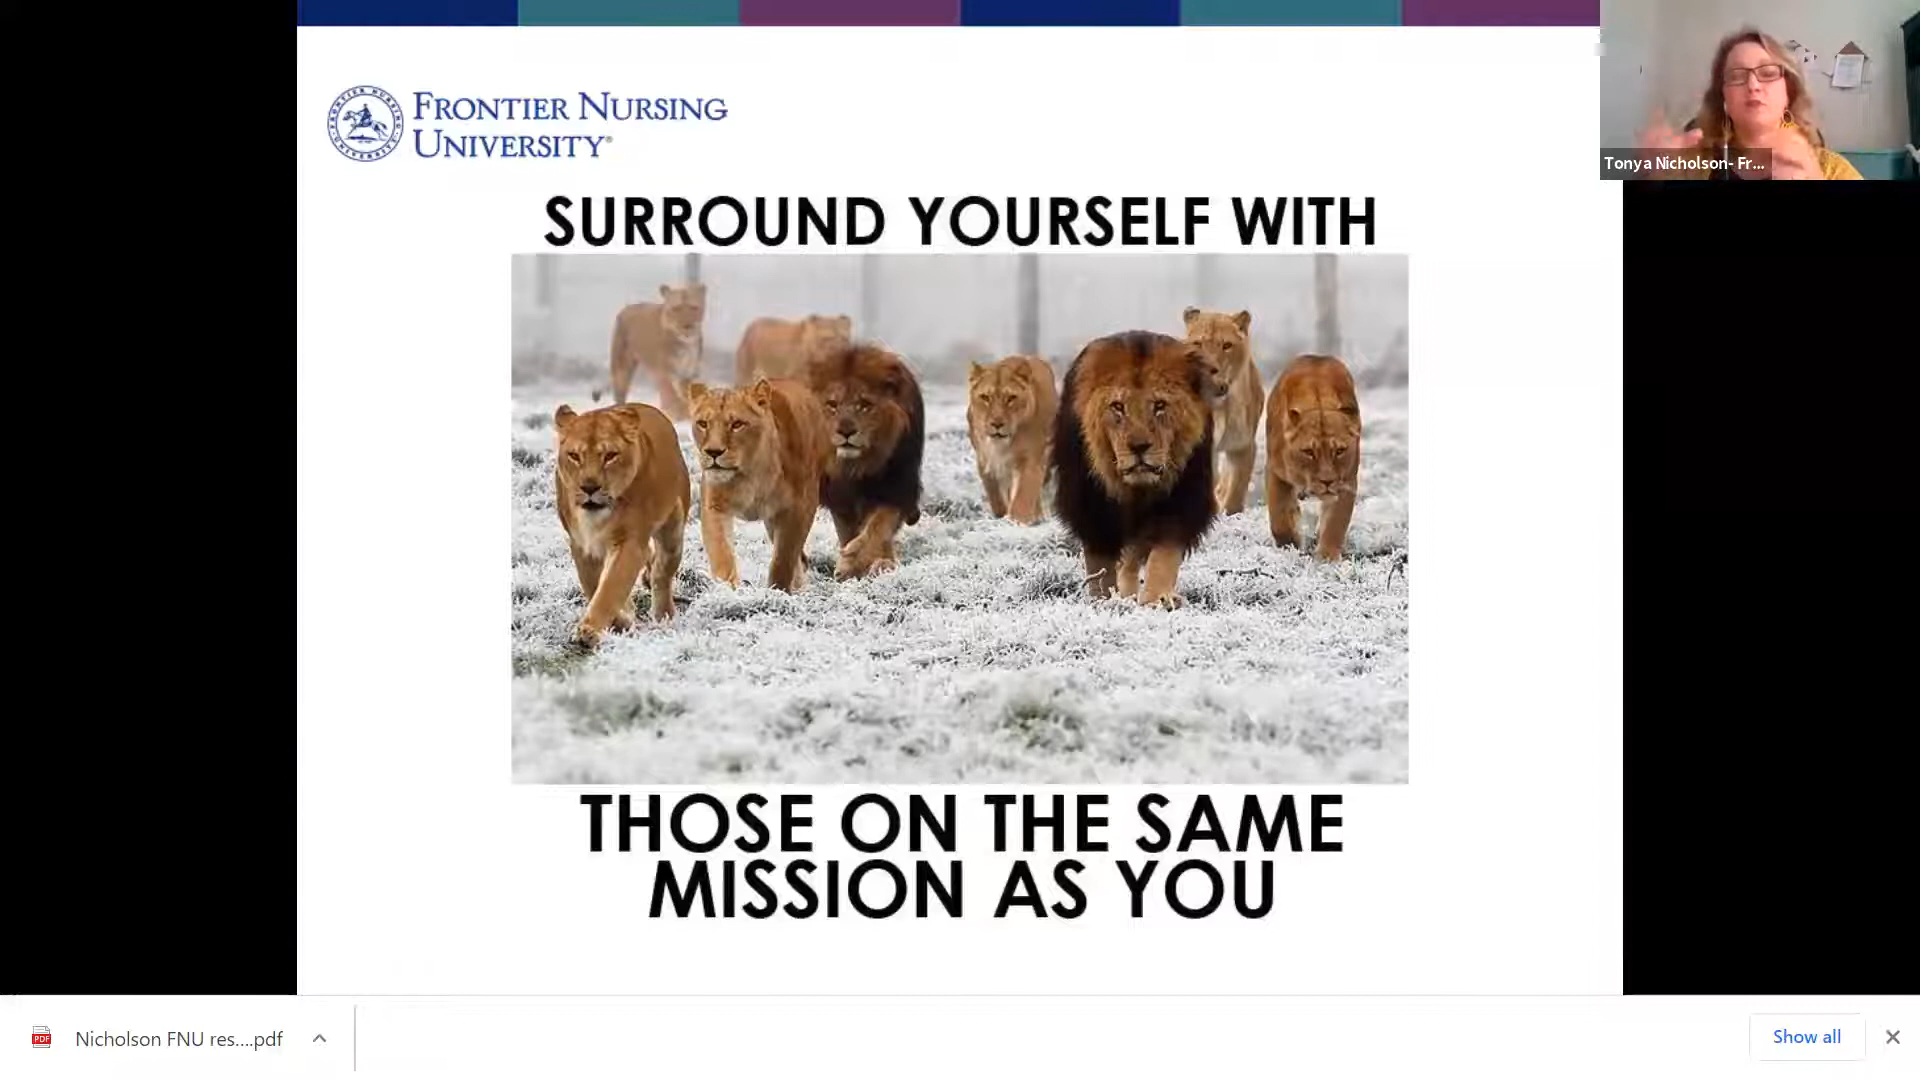 FRONTIER NURSING
UNIVERSITY®
SURROUND YOURSELF WITH
THOSE ON THE SAME
MISSION AS YOU
Tonya Nicholson- Fr...
Nicholson FNU res....pdf
Show all
PDF